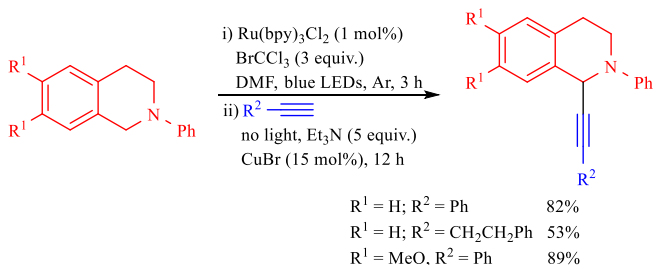 i) Ru(bpy)₃Cl₂ (1 mol%)
BrCCl₃ (3 equiv.)
DMF, blue LEDs, Ar, 3 h
ii) R²
no light, Et₃N (5 equiv.)
CuBr (15 mol%), 12 h
R¹
R¹
N
Ph
R¹
R¹
N
Ph
R²
R¹ = H; R² = Ph 82%
R¹ = H; R² = CH₂CH₂Ph 53%
R¹ = MeO, R² = Ph 89%